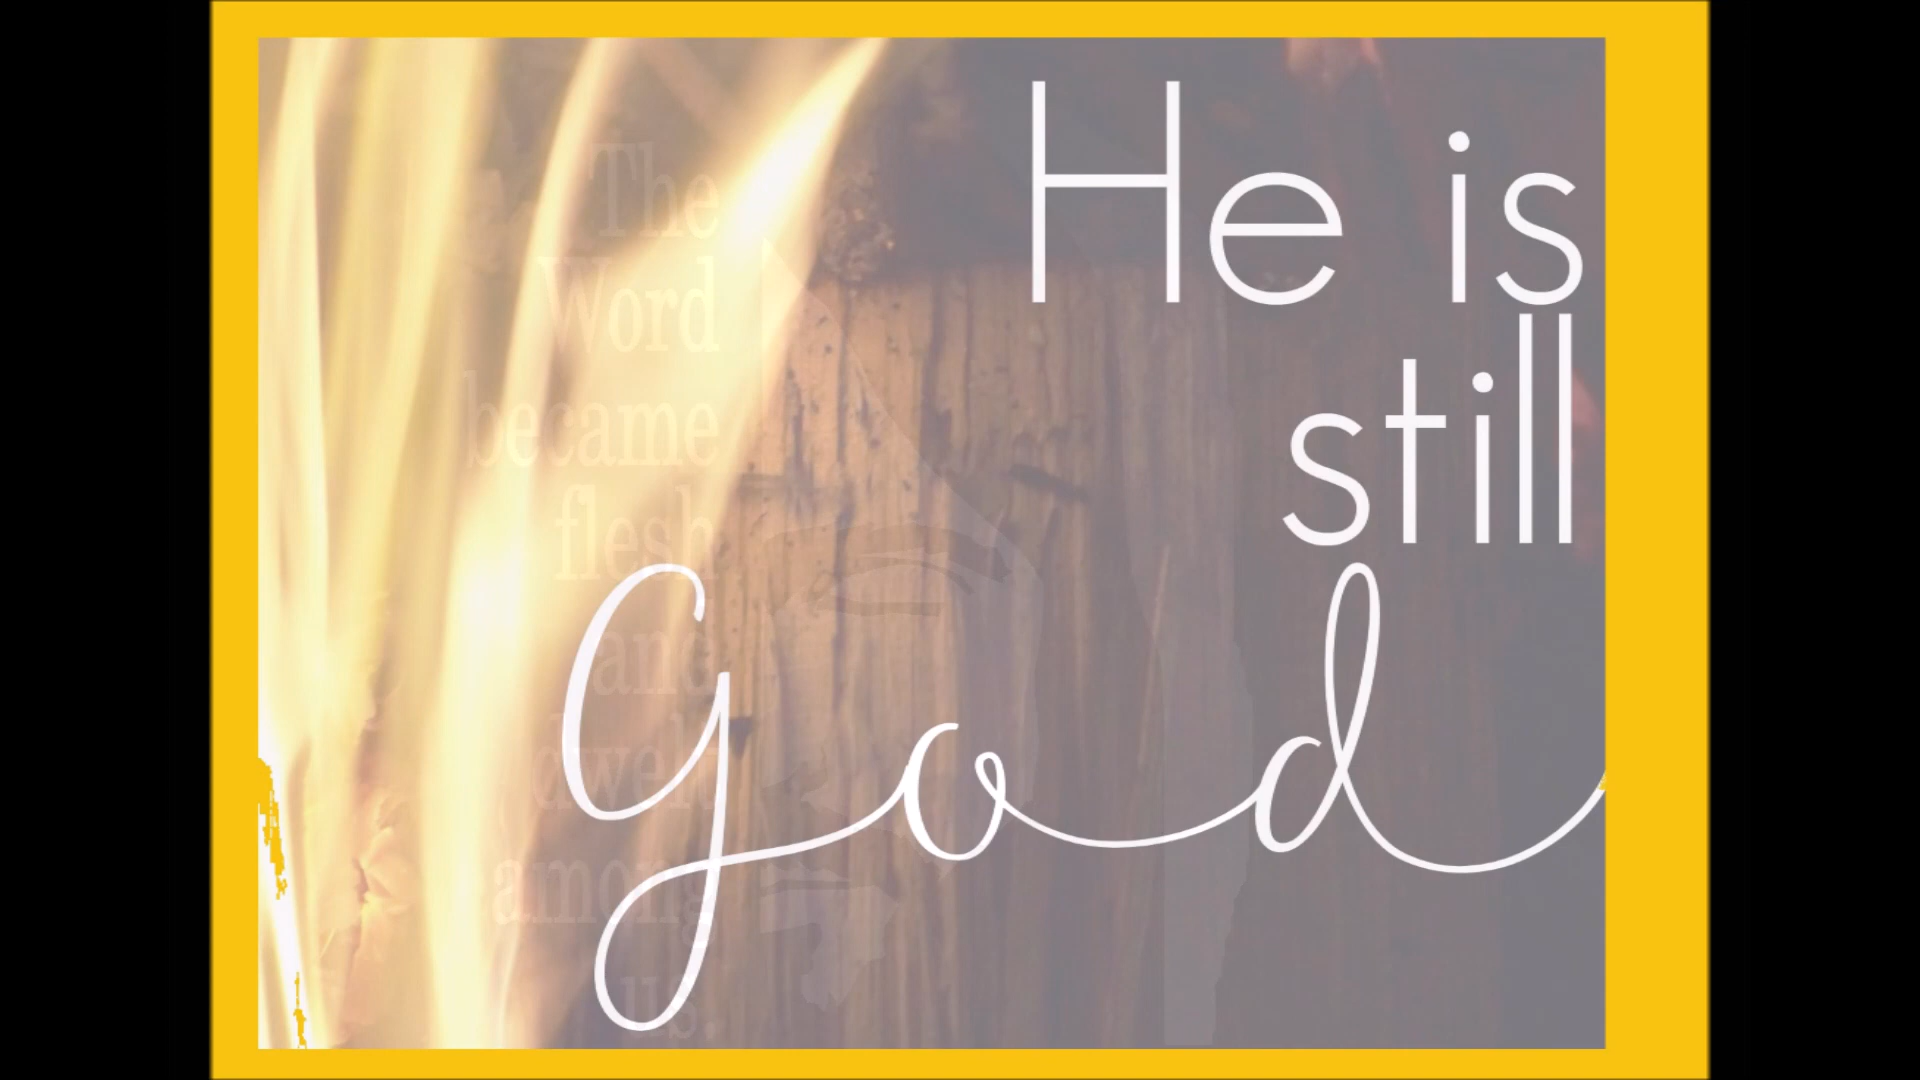 He is
still
God
The
Word
became
flesh
and
dwelt
among
us.